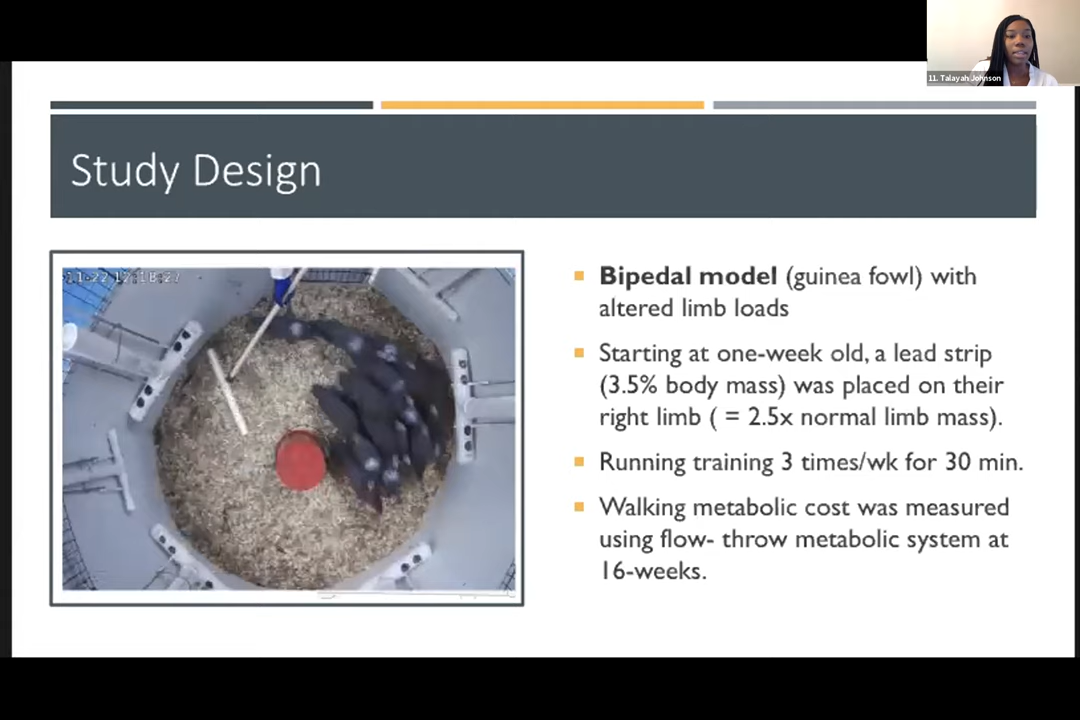 11. Talayah Johnson
Study Design
Bipedal model (guinea fowl) with
altered limb loads
Starting at one-week old, a lead strip
(3.5% body mass) was placed on their
right limb ( = 2.5x normal limb mass).
Running training 3 times/wk for 30 min.
Walking metabolic cost was measured
using flow- throw metabolic system at
16-weeks.